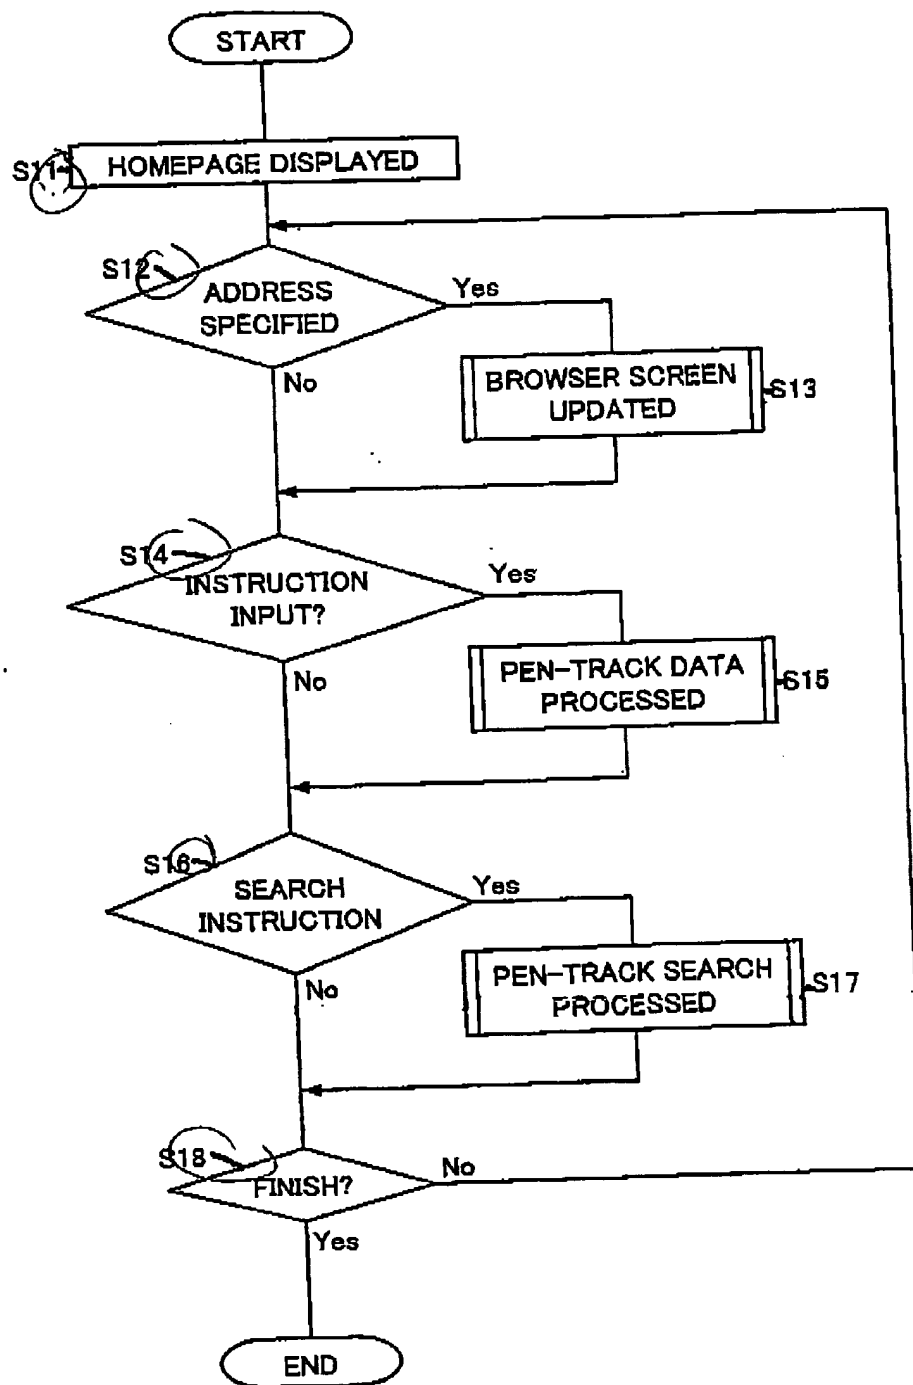 START
S11
HOMEPAGE DISPLAYED
S12
ADDRESS
SPECIFIED
Yes
No
BROWSER SCREEN
UPDATED
S13
S14
INSTRUCTION
INPUT?
Yes
No
PEN-TRACK DATA
PROCESSED
S15
S16
SEARCH
INSTRUCTION
Yes
No
PEN-TRACK SEARCH
PROCESSED
S17
S18
FINISH?
No
Yes
END